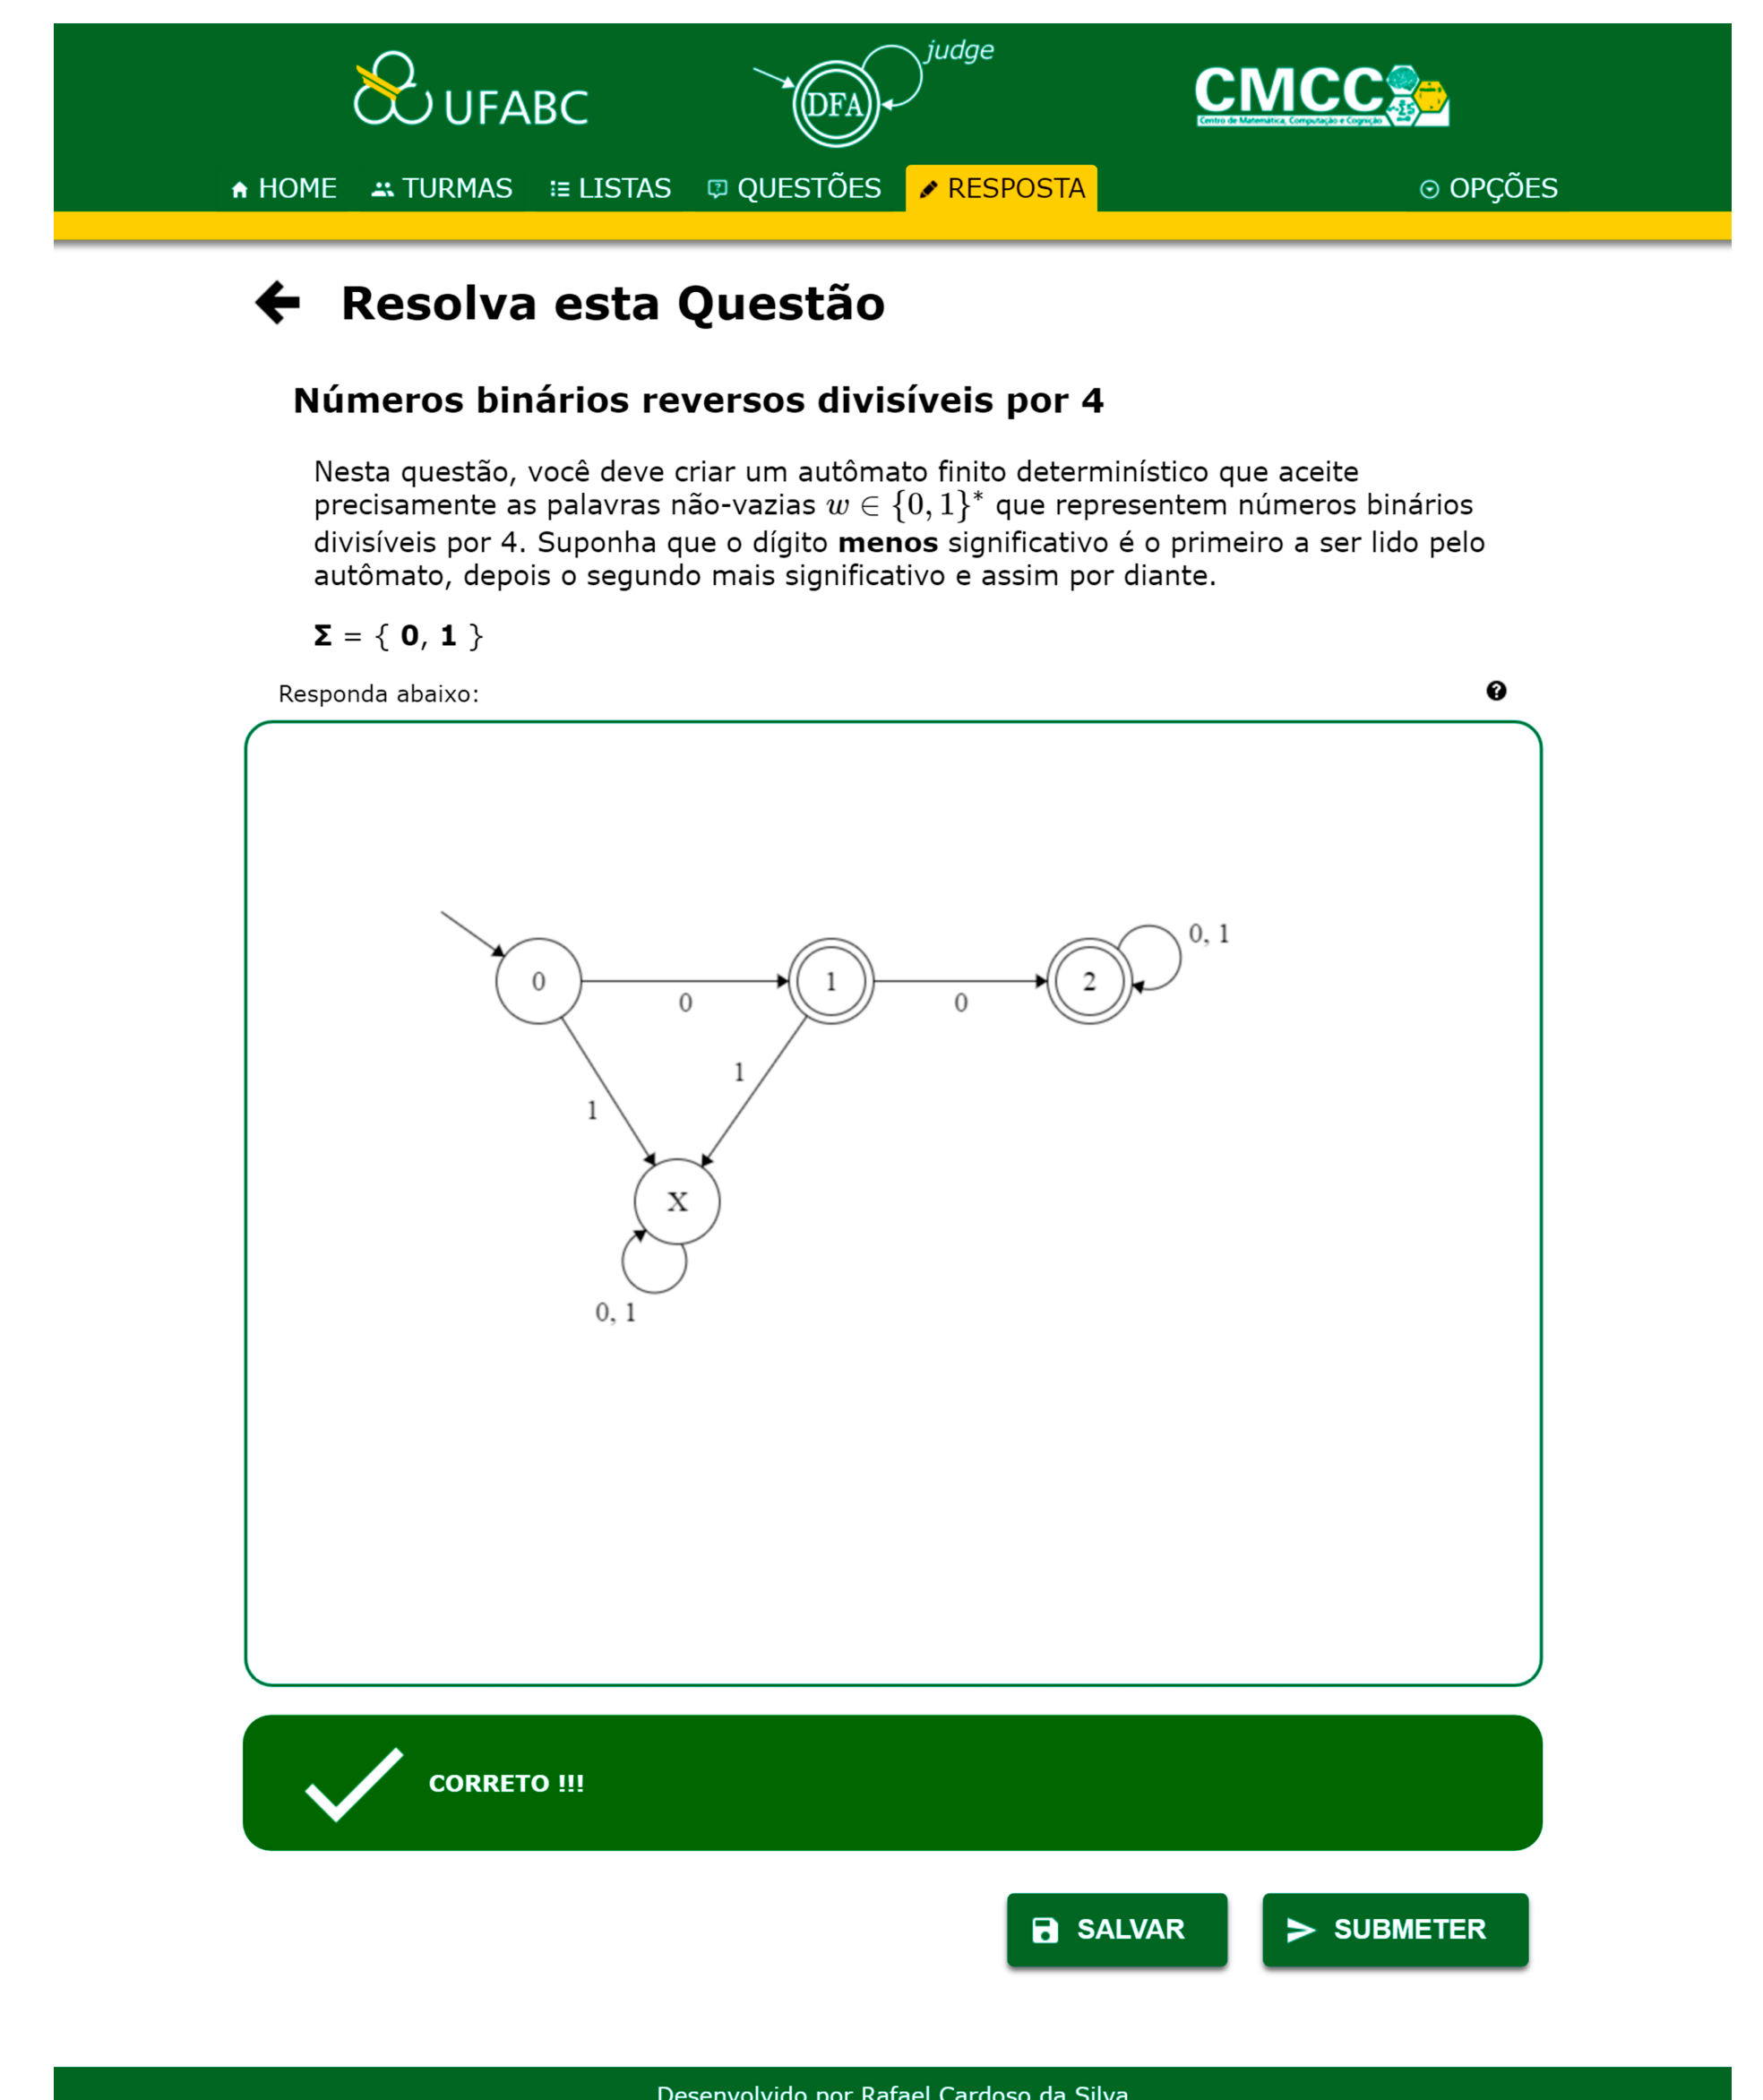 UFABC
DFA
judge
CMCC
Centro de Matemática, Computação e Cognição
HOME TURMAS LISTAS QUESTÕES RESPOSTA OPÇÕES
Resolva esta Questão
Números binários reversos divisíveis por 4
Nesta questão, você deve criar um autômato finito determinístico que aceite
precisamente as palavras não-vazias w ∈ {0, 1}* que representem números binários
divisíveis por 4. Suponha que o dígito menos significativo é o primeiro a ser lido pelo
autômato, depois o segundo mais significativo e assim por diante.
Σ = { 0, 1 }
Responda abaixo:
0, 1
0
1
2
0
0
1
1
X
0, 1
CORRETO !!!
SALVAR SUBMETER
Desenvolvido por Rafael Cardoso da Silva